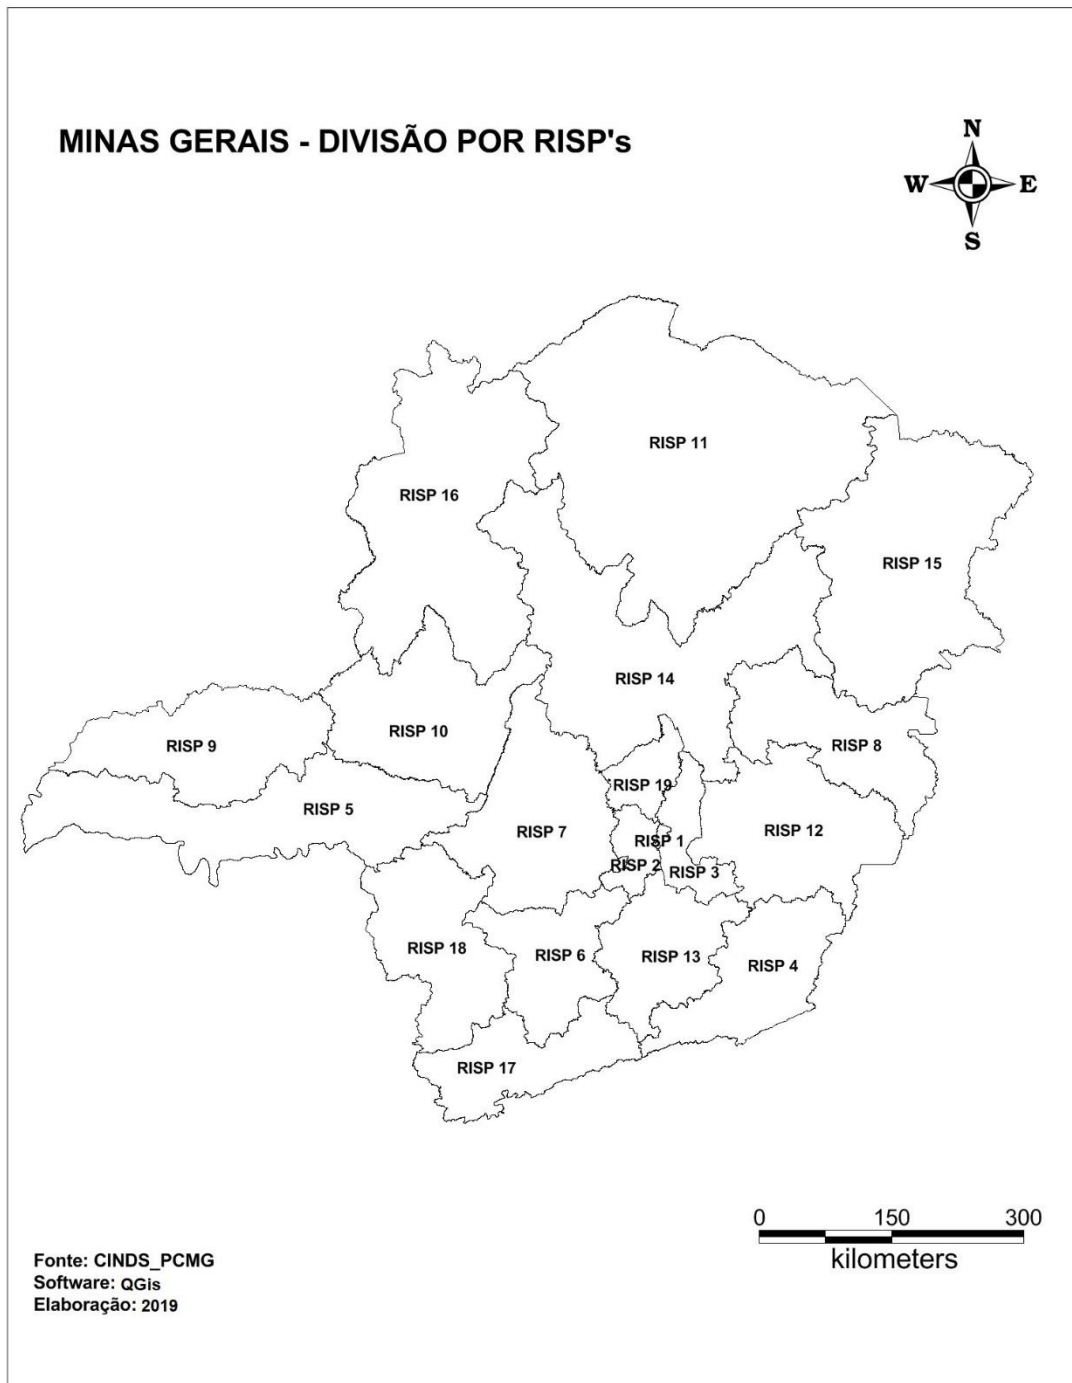 MINAS GERAIS - DIVISÃO POR RISP's
N
W E
S
RISP 11
RISP 16
RISP 15
RISP 14
RISP 10
RISP 9
RISP 8
RISP 19
RISP 5
RISP 7
RISP 12
RISP 1
RISP 2
RISP 3
RISP 18
RISP 6
RISP 13
RISP 4
RISP 17
0 150 300
kilometers
Fonte: CINDS_PCMG
Software: QGis
Elaboração: 2019